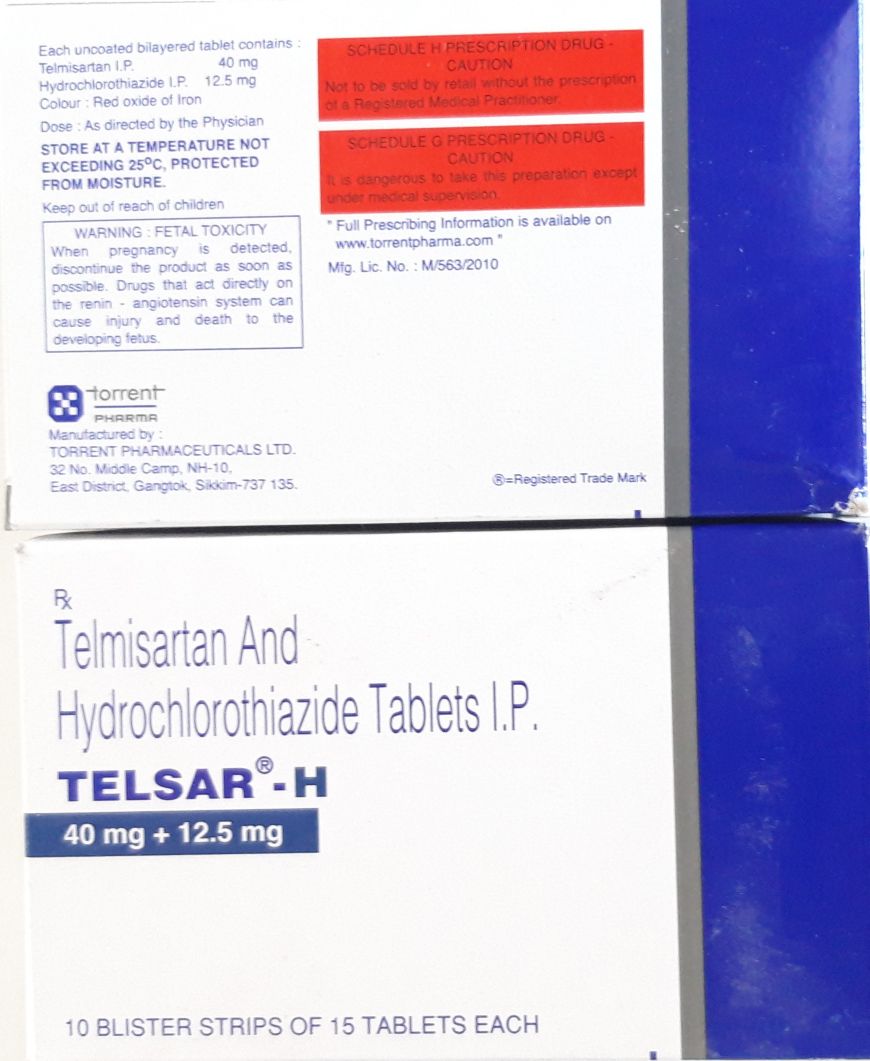 Each uncoated bilayered tablet contains :
Telmisartan I.P. 40 mg
Hydrochlorothiazide I.P. 12.5 mg
Colour : Red oxide of Iron
Dose : As directed by the Physician
STORE AT A TEMPERATURE NOT
EXCEEDING 25°C, PROTECTED
FROM MOISTURE.
Keep out of reach of children
WARNING : FETAL TOXICITY
When pregnancy is detected,
discontinue the product as soon as
possible. Drugs that act directly on
the renin - angiotensin system can
cause injury and death to the
developing fetus.
torrent
PHARMA
Manufactured by :
TORRENT PHARMACEUTICALS LTD.
32 No. Middle Camp, NH-10,
East District, Gangtok, Sikkim-737 135.
SCHEDULE H PRESCRIPTION DRUG -
CAUTION
Not to be sold by retail without the prescription
of a Registered Medical Practitioner.
SCHEDULE G PRESCRIPTION DRUG -
CAUTION
It is dangerous to take this preparation except
under medical supervision.
" Full Prescribing Information is available on
www.torrentpharma.com "
Mfg. Lic. No. : M/563/2010
®=Registered Trade Mark
Rx
Telmisartan And
Hydrochlorothiazide Tablets I.P.
TELSAR®-H
40 mg + 12.5 mg
10 BLISTER STRIPS OF 15 TABLETS EACH